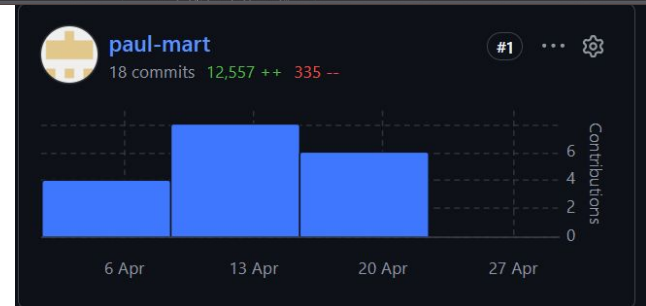 paul-mart
#1
18 commits 12,557 ++ 335 --
Contributions
6
4
2
0
6 Apr 13 Apr 20 Apr 27 Apr